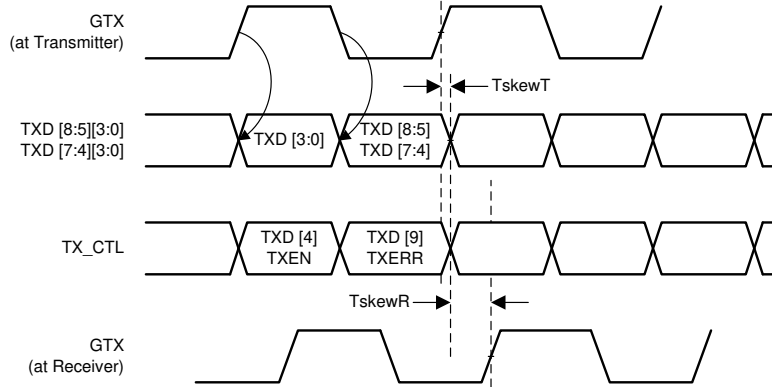 GTX
(at Transmitter)
TskewT
TXD [8:5][3:0]
TXD [7:4][3:0]
TXD [3:0]
TXD [8:5]
TXD [7:4]
TX_CTL
TXD [4]
TXEN
TXD [9]
TXERR
TskewR
GTX
(at Receiver)